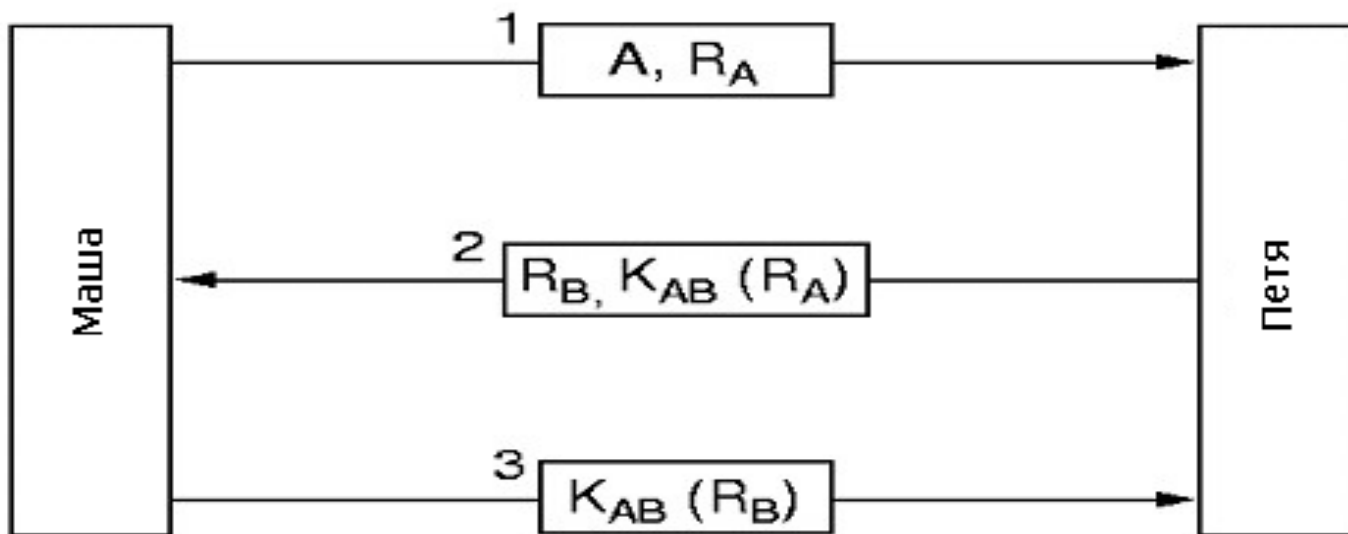 Маша
1
A, R_A
2
R_B, K_AB (R_A)
3
K_AB (R_B)
Петя